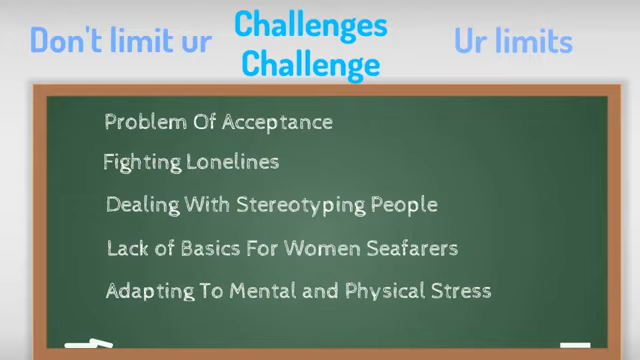 Don't limit ur
Challenges
Challenge
Ur limits
Problem Of Acceptance
Fighting Lonelines
Dealing With Stereotyping People
Lack of Basics For Women Seafarers
Adapting To Mental and Physical Stress